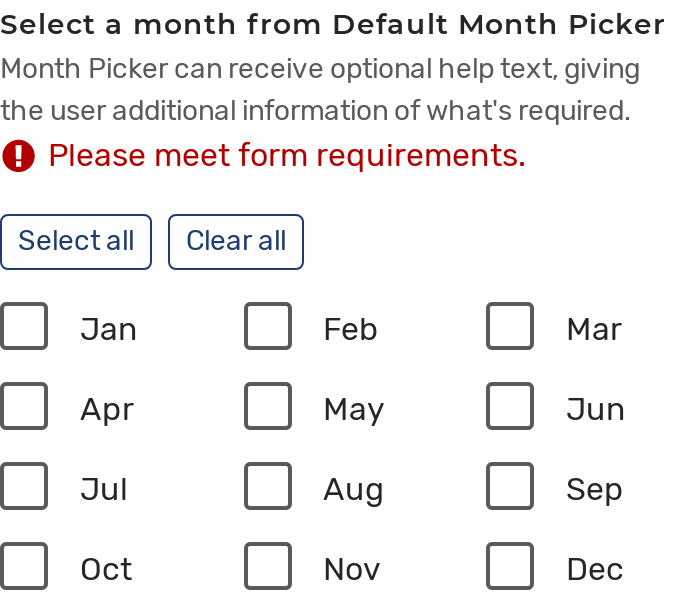 Select a month from Default Month Picker
Month Picker can receive optional help text, giving
the user additional information of what's required.
Please meet form requirements.
Select all Clear all
Jan Feb Mar
Apr May Jun
Jul Aug Sep
Oct Nov Dec